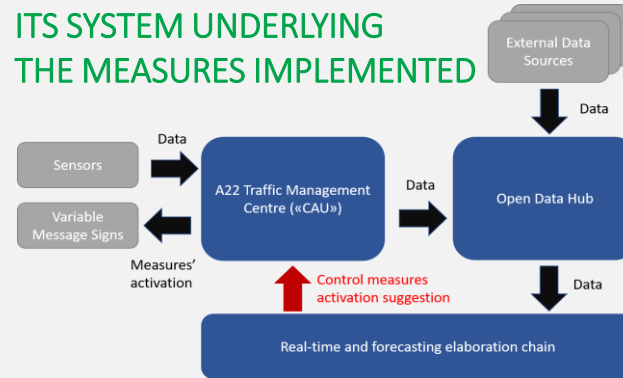 ITS SYSTEM UNDERLYING
THE MEASURES IMPLEMENTED
External Data
Sources
Data
Data
Sensors
A22 Traffic Management
Centre («CAU»)
Data
Open Data Hub
Variable
Message Signs
Measures'
activation
Control measures
activation suggestion
Data
Real-time and forecasting elaboration chain